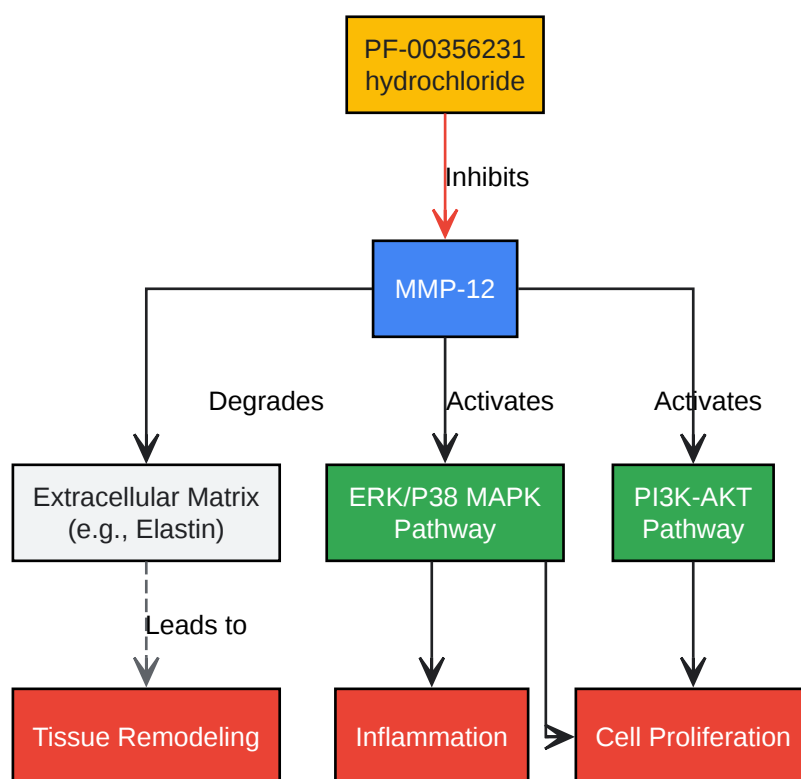 PF-00356231
hydrochloride
Inhibits
MMP-12
Degrades
Activates
Activates
Extracellular Matrix
(e.g., Elastin)
ERK/P38 MAPK
Pathway
PI3K-AKT
Pathway
Leads to
Tissue Remodeling
Inflammation
Cell Proliferation